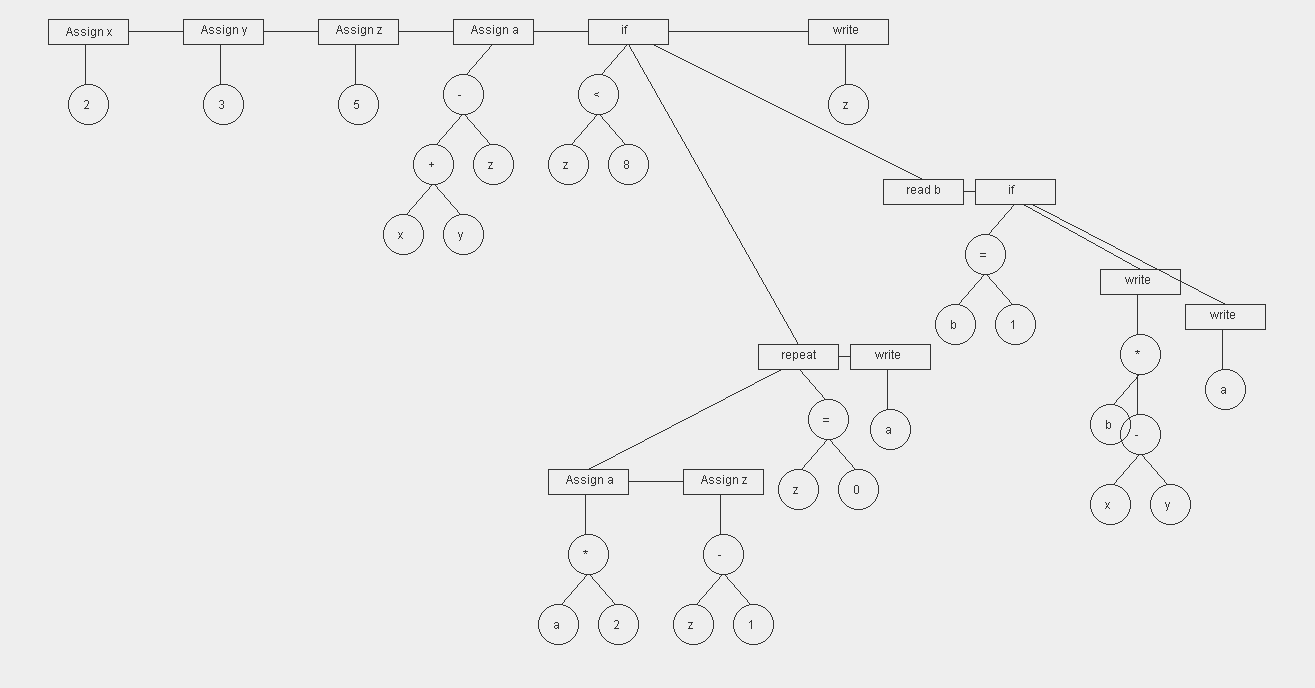 Assign x
Assign y
Assign z
Assign a
if
write
2
3
5
-
<
z
+
z
z
8
x
y
read b
if
=
write
b
1
write
repeat
write
*
=
a
a
b
-
z
0
x
y
Assign a
Assign z
*
-
a
2
z
1